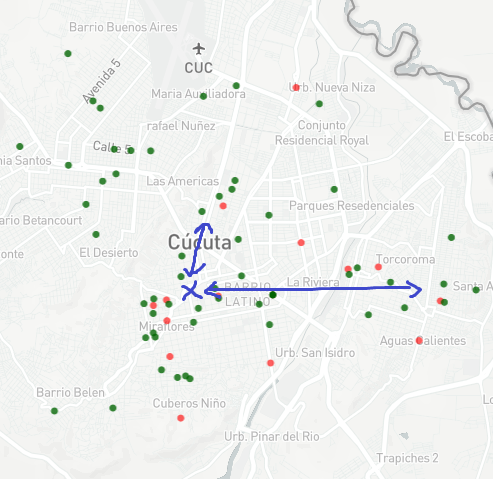 Barrio Buenos Aires
Avenida 5
CUC
Maria Auxiliadora
Urb. Nueva Niza
rafael Nuñez
Conjunto
Residencial Royal
El Escoba
Calle 5
nia Santos
Las Americas
Parques Resedenciales
ario Betancourt
Cúcuta
El Desierto
onte
Torcoroma
La Riviera
BARRIO
LATINO
Santa A
Miraflores
Aguas Calientes
Urb. San Isidro
Barrio Belen
Cuberos Niño
Lo
Urb. Pinar del Rio
Trapiches 2